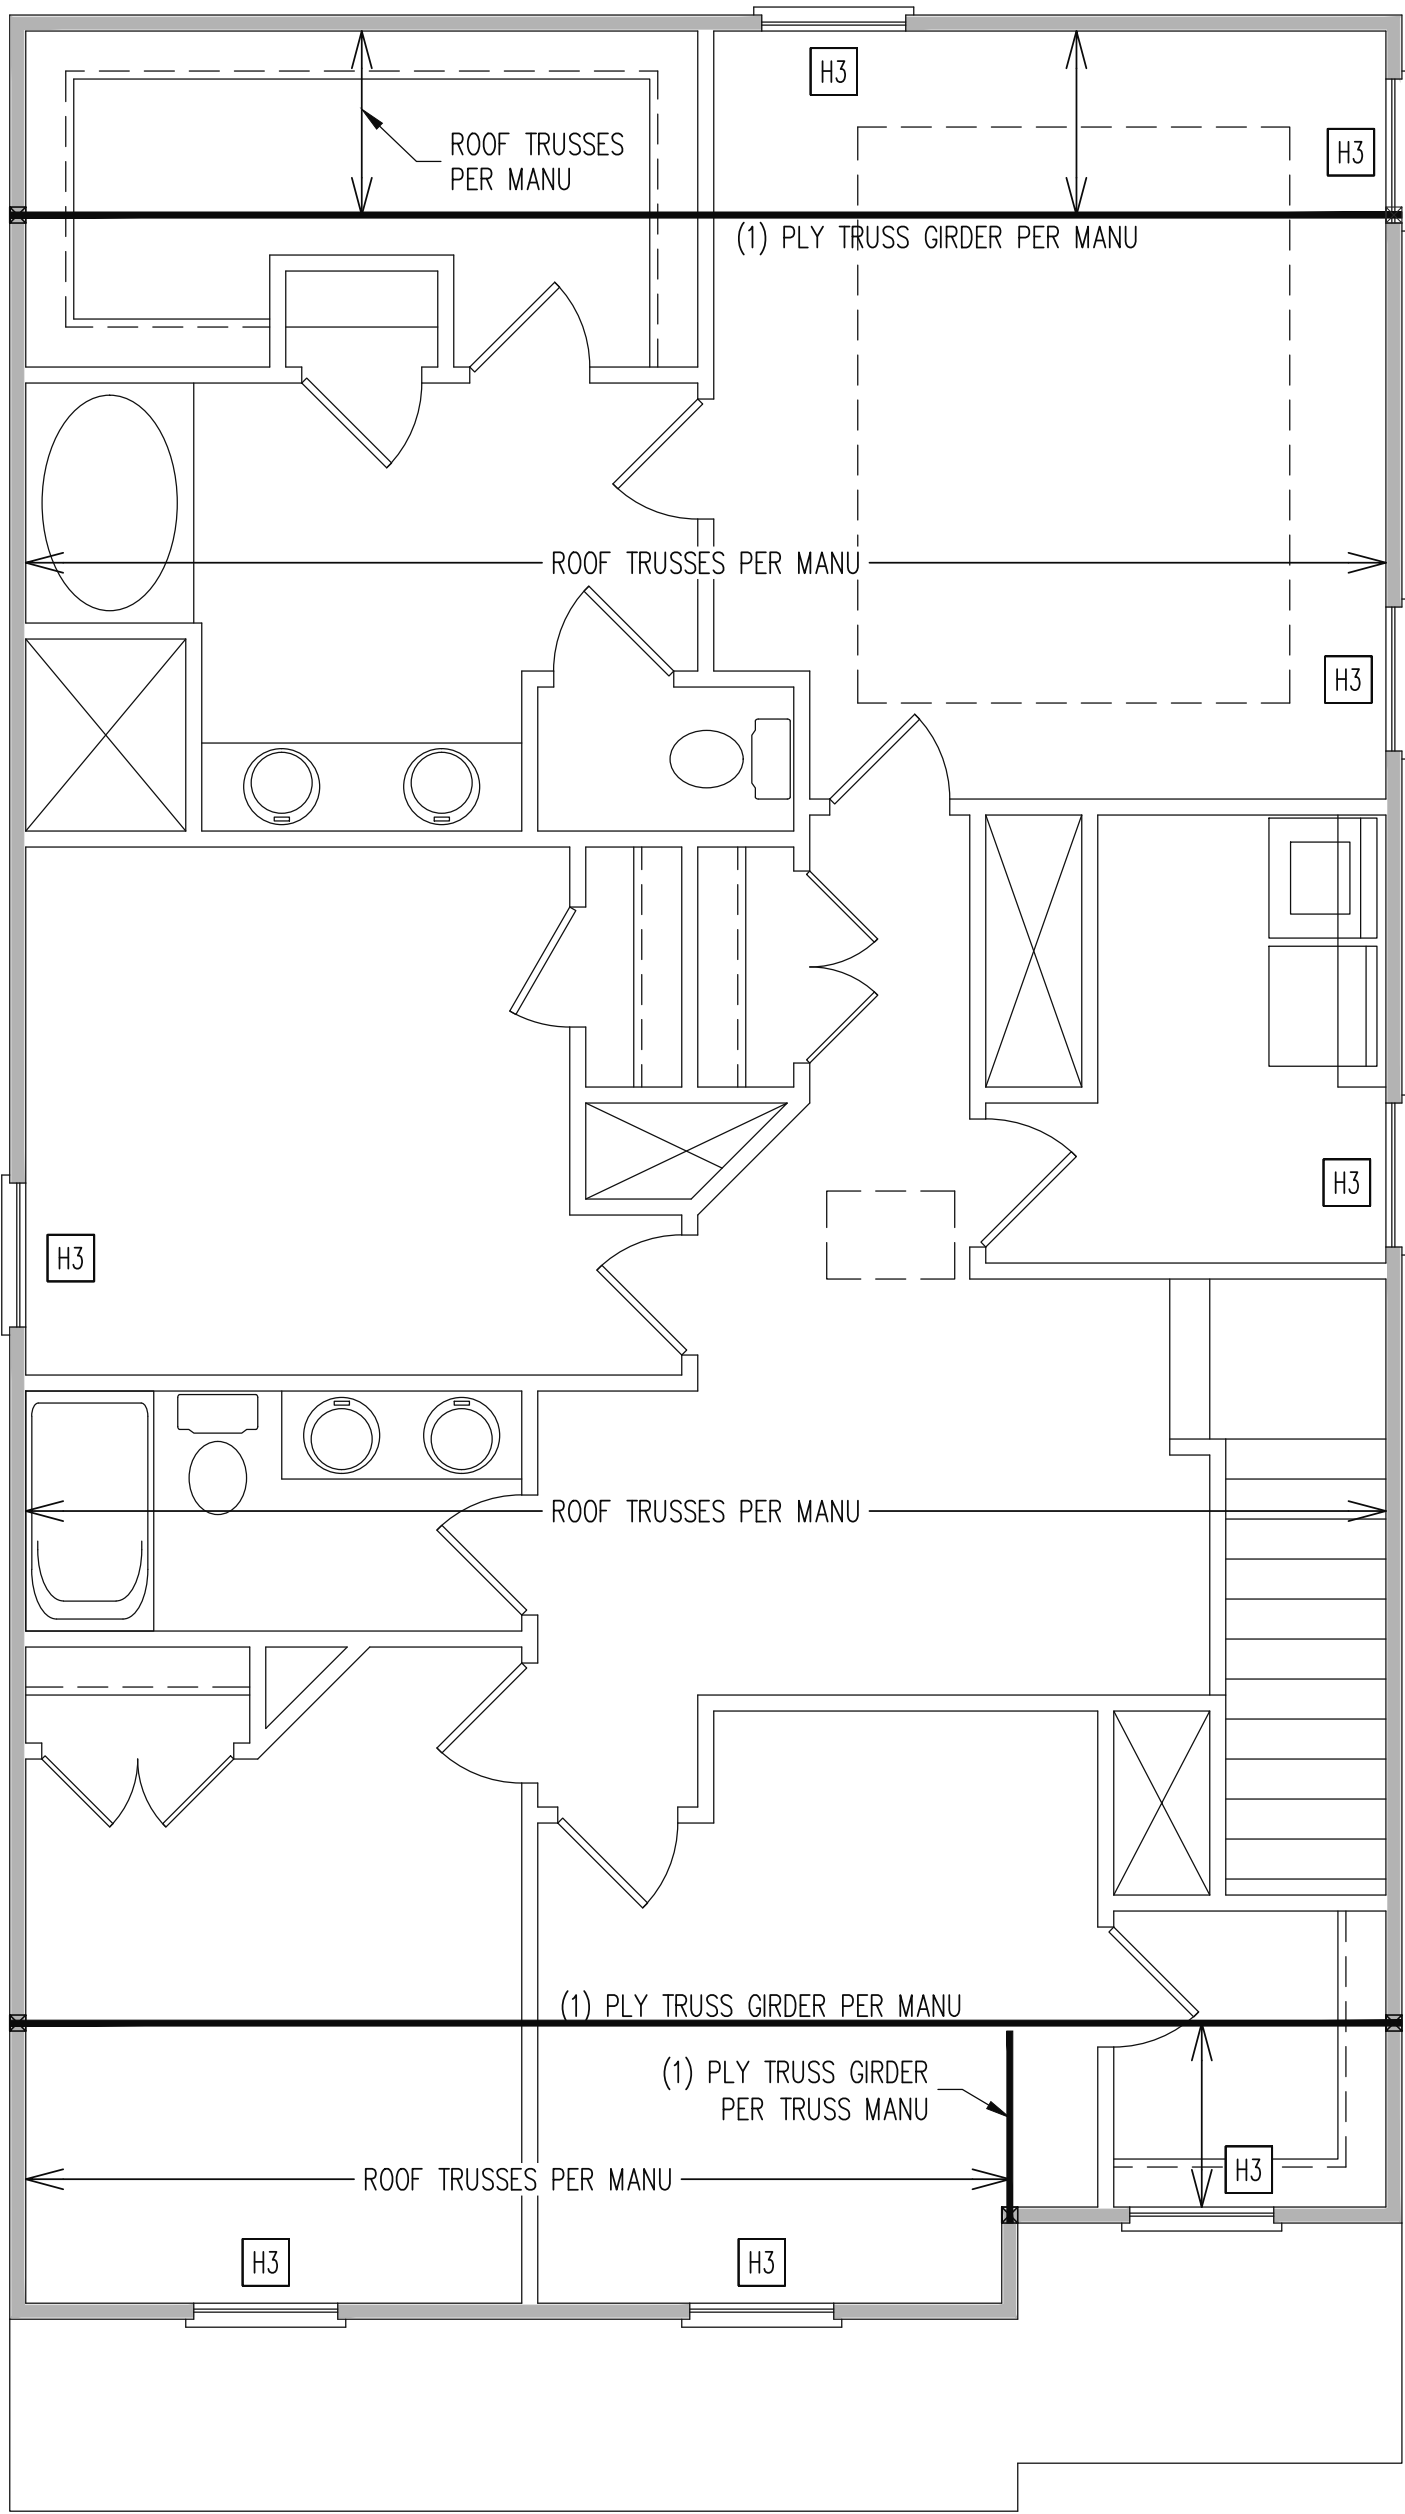 H3
ROOF TRUSSES
PER MANU
H3
(1) PLY TRUSS GIRDER PER MANU
ROOF TRUSSES PER MANU
H3
H3
H3
ROOF TRUSSES PER MANU
(1) PLY TRUSS GIRDER PER MANU
(1) PLY TRUSS GIRDER
PER TRUSS MANU
H3
ROOF TRUSSES PER MANU
H3
H3